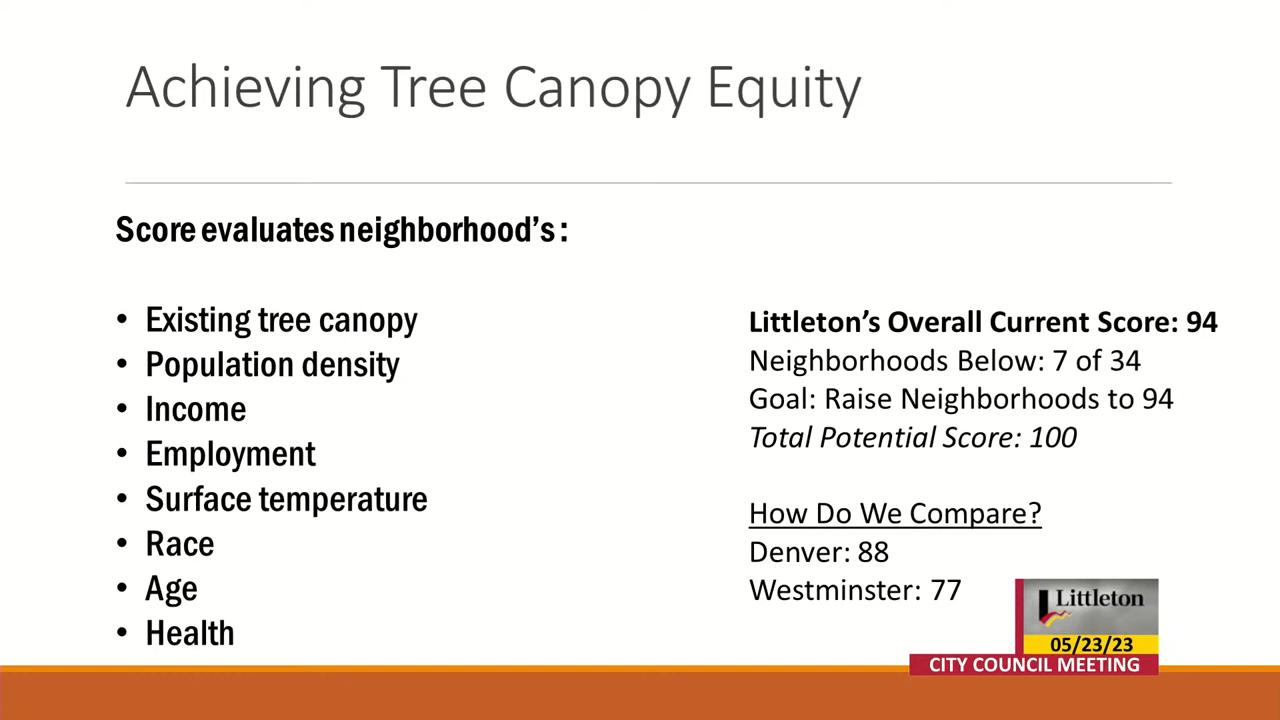 Achieving Tree Canopy Equity
Score evaluates neighborhood's :
• Existing tree canopy
• Population density
• Income
• Employment
• Surface temperature
• Race
• Age
• Health
Littleton's Overall Current Score: 94
Neighborhoods Below: 7 of 34
Goal: Raise Neighborhoods to 94
Total Potential Score: 100
How Do We Compare?
Denver: 88
Westminster: 77
Littleton
05/23/23
CITY COUNCIL MEETING